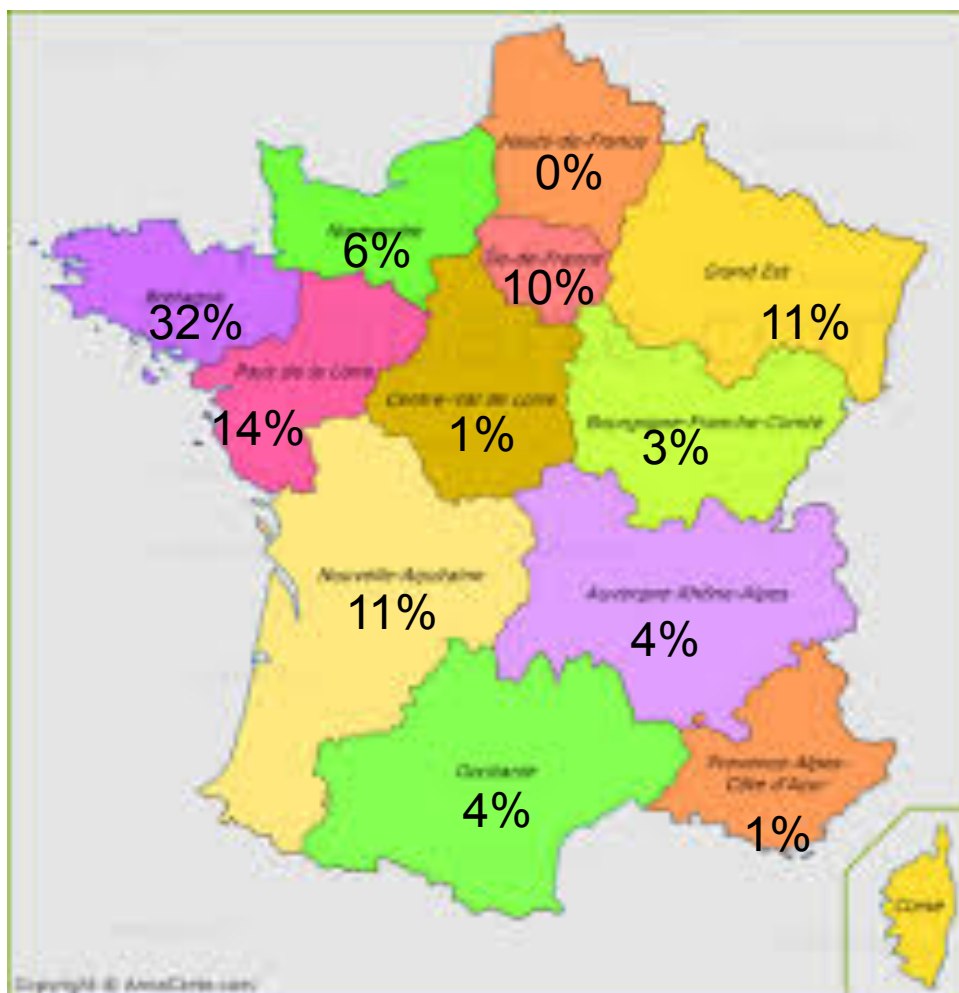 Hauts-de-France
0%
Normandie
6%
Île-de-France
10%
Grand Est
11%
Bretagne
32%
Pays de la Loire
14%
Centre-Val de Loire
1%
Bourgogne-Franche-Comté
3%
Nouvelle-Aquitaine
11%
Auvergne-Rhône-Alpes
4%
Occitanie
4%
Provence-Alpes-
Côte d'Azur
1%
Corse
Copyright © AnnaCarte.com